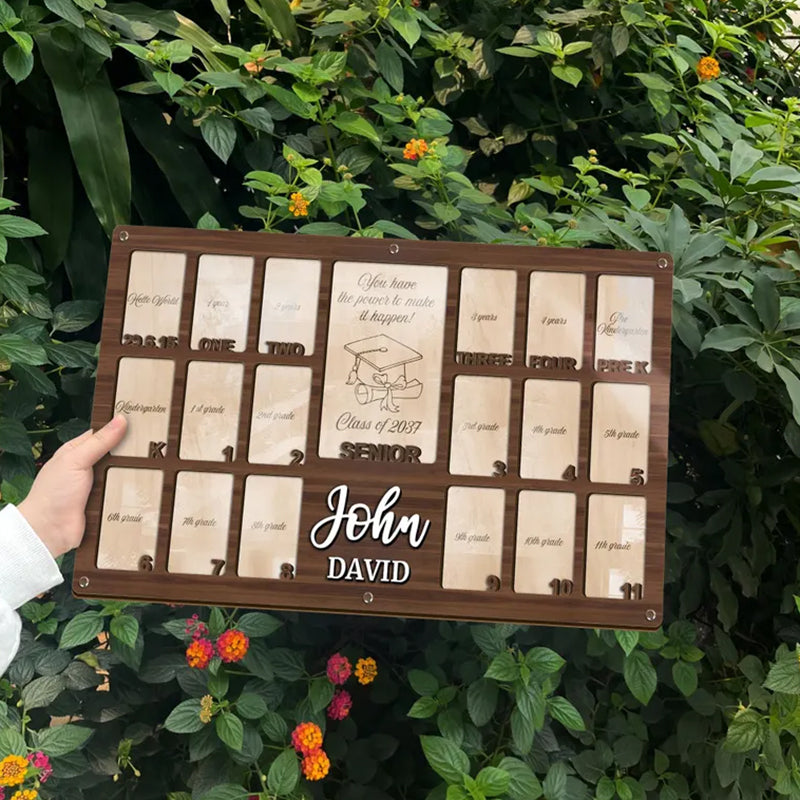 Hello World
29.6.15
1 year
ONE
2 years
TWO
You have
the power to make
it happen!
Class of 2037
SENIOR
3 years
THREE
4 years
FOUR
Pre
Kindergarten
PRE K
Kindergarten
K
1st grade
1
2nd grade
2
3rd grade
3
4th grade
4
5th grade
5
6th grade
6
7th grade
7
8th grade
8
John
DAVID
9th grade
9
10th grade
10
11h grade
11